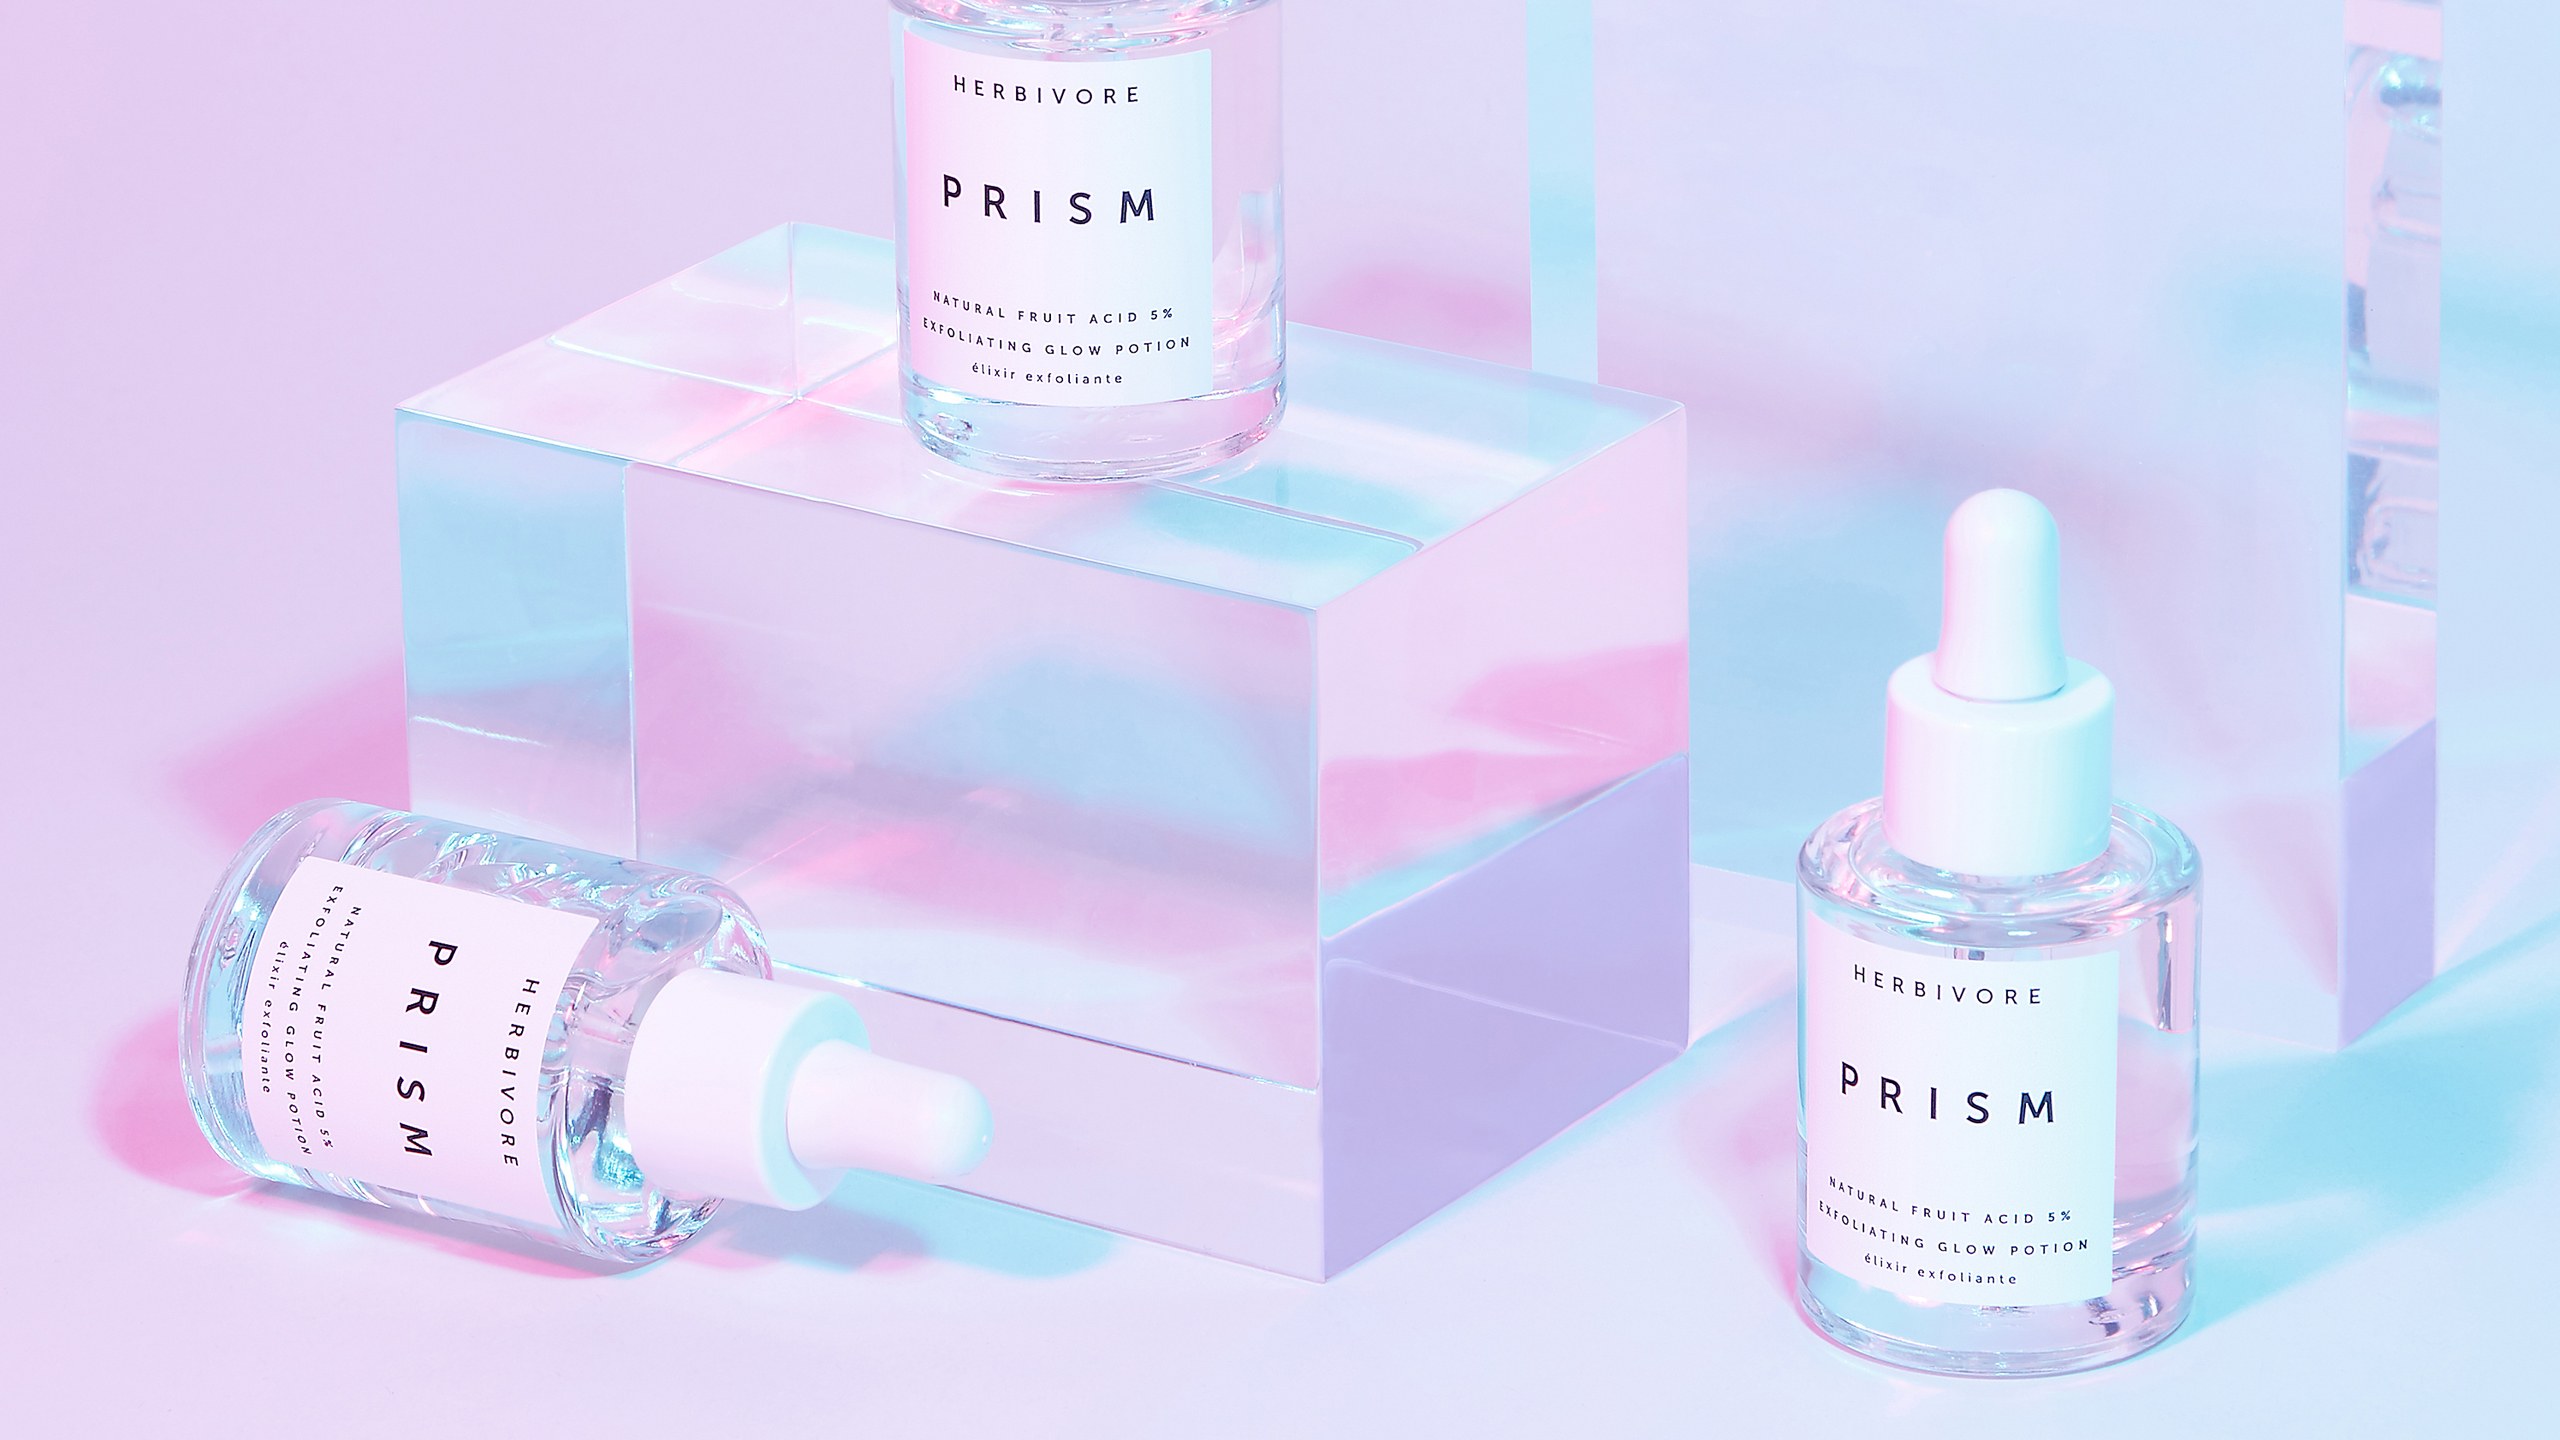 HERBIVORE
PRISM
NATURAL FRUIT ACID 5%
EXFOLIATING GLOW POTION
élixir exfoliante
HERBIVORE
PRISM
NATURAL FRUIT ACID 5%
EXFOLIATING GLOW POTION
élixir exfoliante
HERBIVORE
PRISM
NATURAL FRUIT ACID 5%
EXFOLIATING GLOW POTION
élixir exfoliante